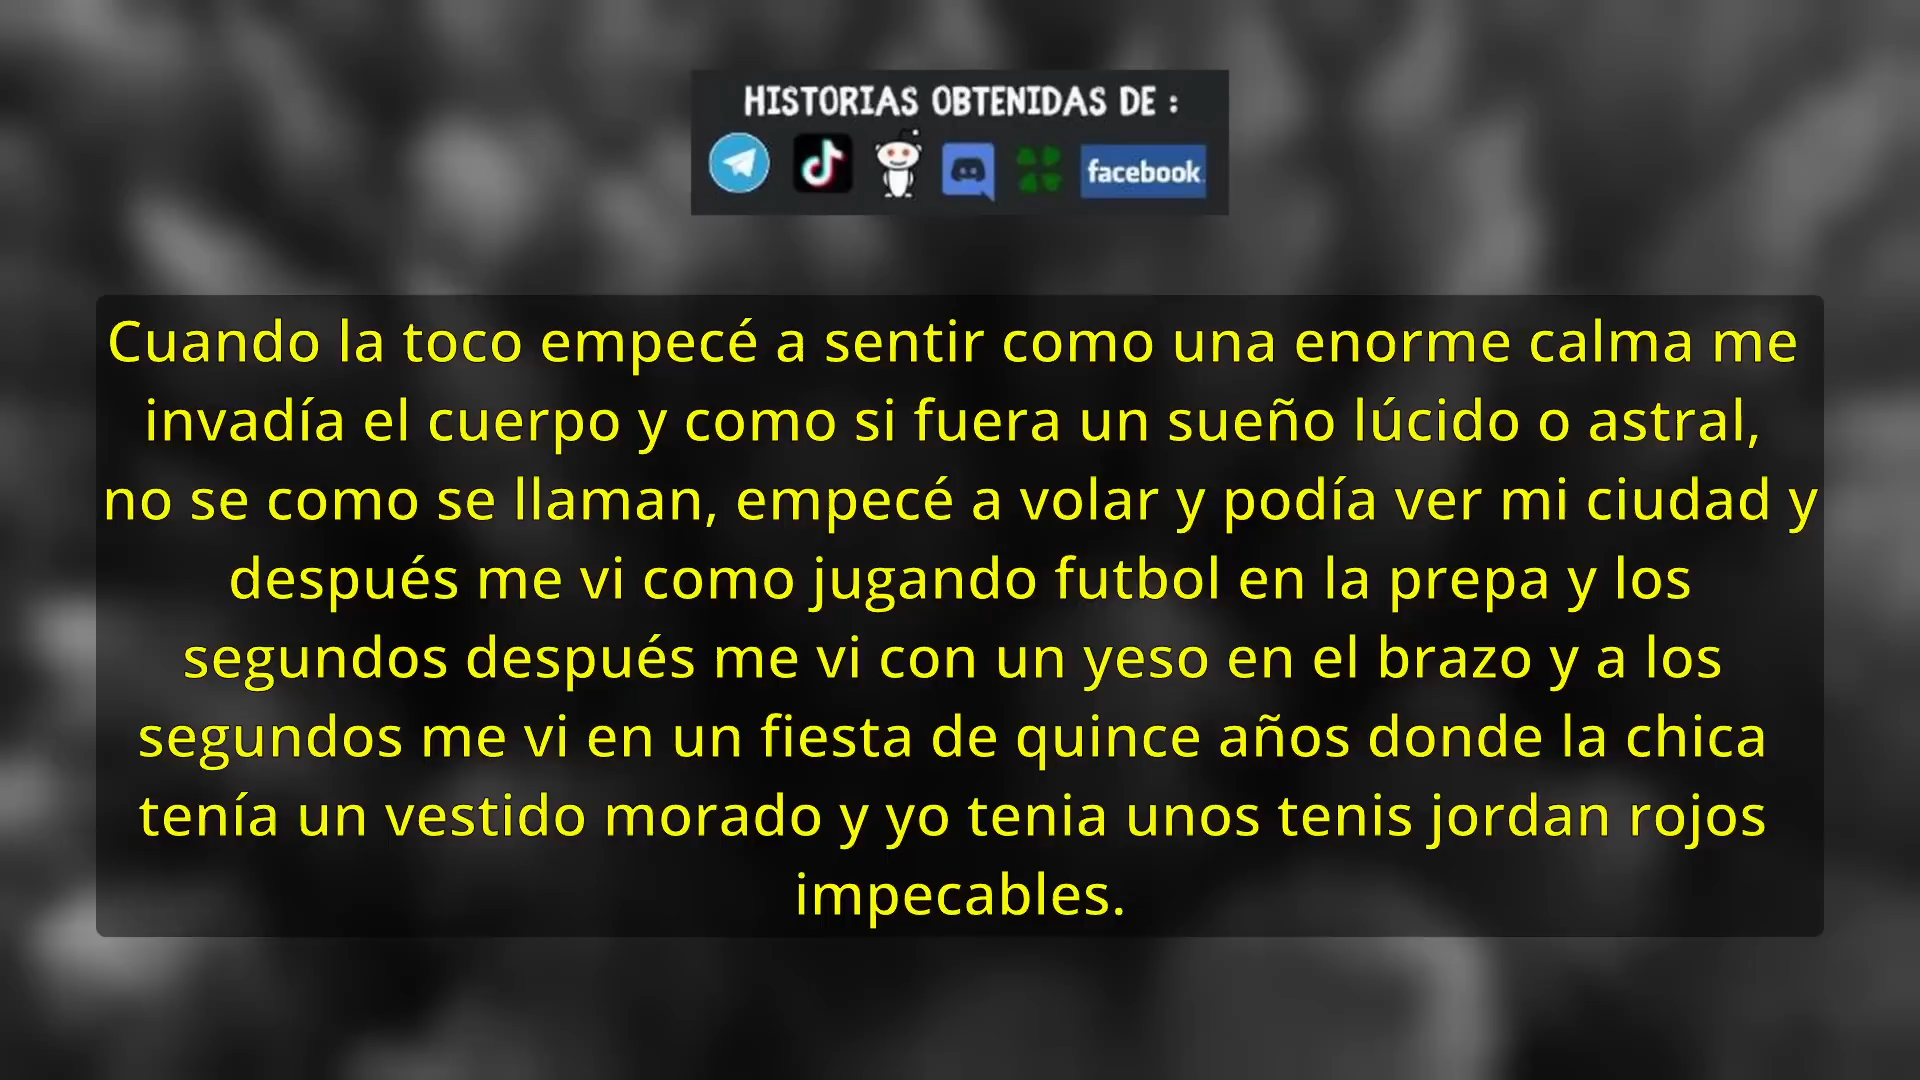 HISTORIAS OBTENIDAS DE :
facebook
Cuando la toco empecé a sentir como una enorme calma me
invadía el cuerpo y como si fuera un sueño lúcido o astral,
no se como se llaman, empecé a volar y podía ver mi ciudad y
después me vi como jugando futbol en la prepa y los
segundos después me vi con un yeso en el brazo y a los
segundos me vi en un fiesta de quince años donde la chica
tenía un vestido morado y yo tenia unos tenis jordan rojos
impecables.